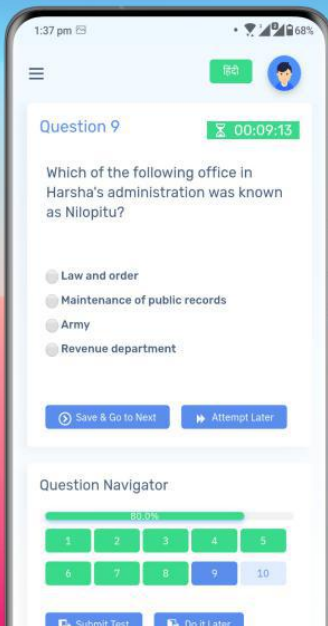 1:37 pm
68%
हिंदी
Question 9
00:09:13
Which of the following office in
Harsha's administration was known
as Nilopitu?
Law and order
Maintenance of public records
Army
Revenue department
Save & Go to Next
Attempt Later
Question Navigator
80.0%
1 2 3 4 5
6 7 8 9 10
Submit Test
Do it Later